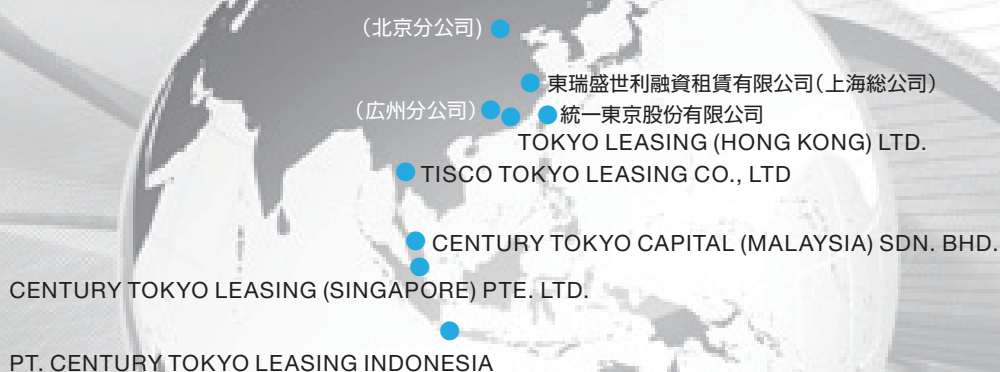 （北京分公司）
東瑞盛世利融資租賃有限公司（上海総公司）
（広州分公司）
統一東京股份有限公司
TOKYO LEASING (HONG KONG) LTD.
TISCO TOKYO LEASING CO., LTD
CENTURY TOKYO CAPITAL (MALAYSIA) SDN. BHD.
CENTURY TOKYO LEASING (SINGAPORE) PTE. LTD.
PT. CENTURY TOKYO LEASING INDONESIA